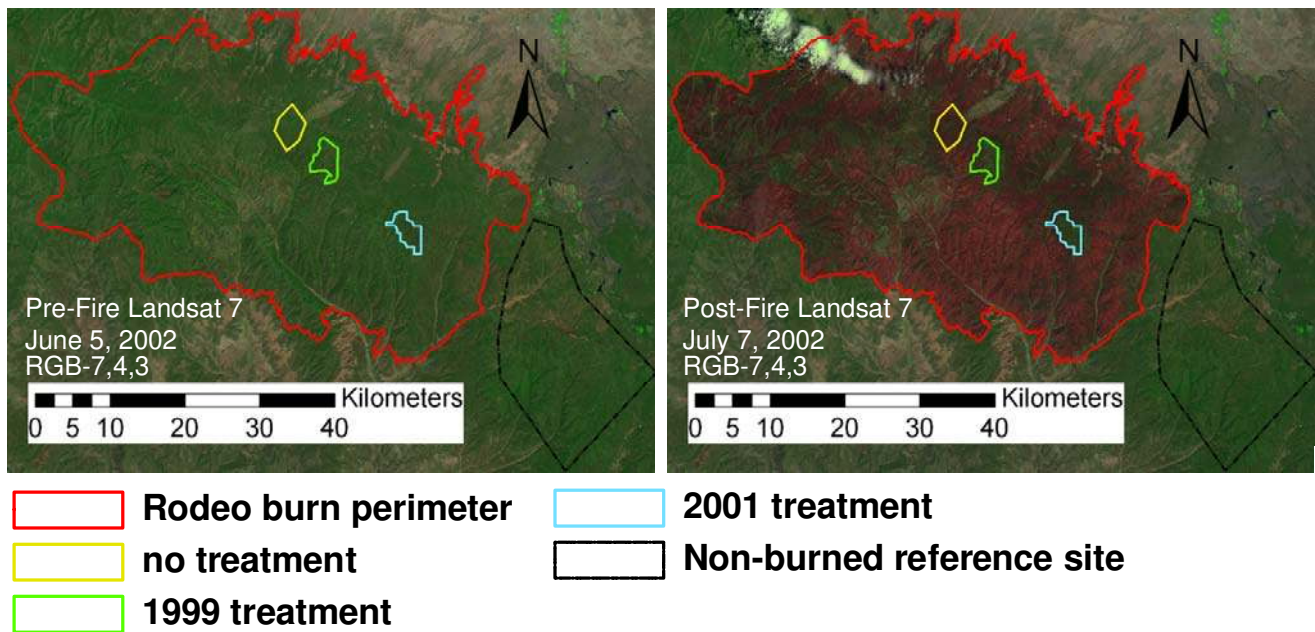 N
Pre-Fire Landsat 7
June 5, 2002
RGB-7,4,3
Kilometers
0 5 10 20 30 40
N
Post-Fire Landsat 7
July 7, 2002
RGB-7,4,3
Kilometers
0 5 10 20 30 40
Rodeo burn perimeter
no treatment
1999 treatment
2001 treatment
Non-burned reference site